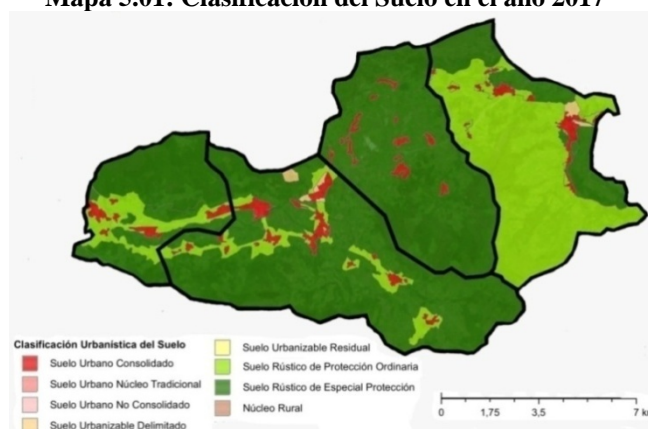 Mapa 5.01: Clasificación del Suelo en el año 2017
Clasificación Urbanística del Suelo
Suelo Urbano Consolidado
Suelo Urbano Núcleo Tradicional
Suelo Urbano No Consolidado
Suelo Urbanizable Delimitado
Suelo Urbanizable Residual
Suelo Rústico de Protección Ordinaria
Suelo Rústico de Especial Protección
Núcleo Rural
0 1,75 3,5 7